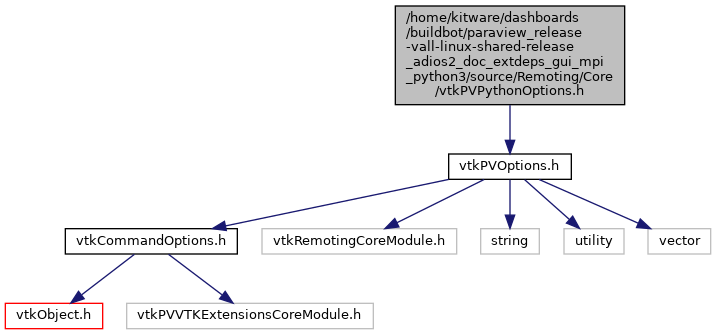 /home/kitware/dashboards
/buildbot/paraview_release
-vall-linux-shared-release
_adios2_doc_extdeps_gui_mpi
_python3/source/Remoting/Core
/vtkPVPythonOptions.h
vtkPVOptions.h
vtkCommandOptions.h
vtkRemotingCoreModule.h
string
utility
vector
vtkObject.h
vtkPVVTKExtensionsCoreModule.h